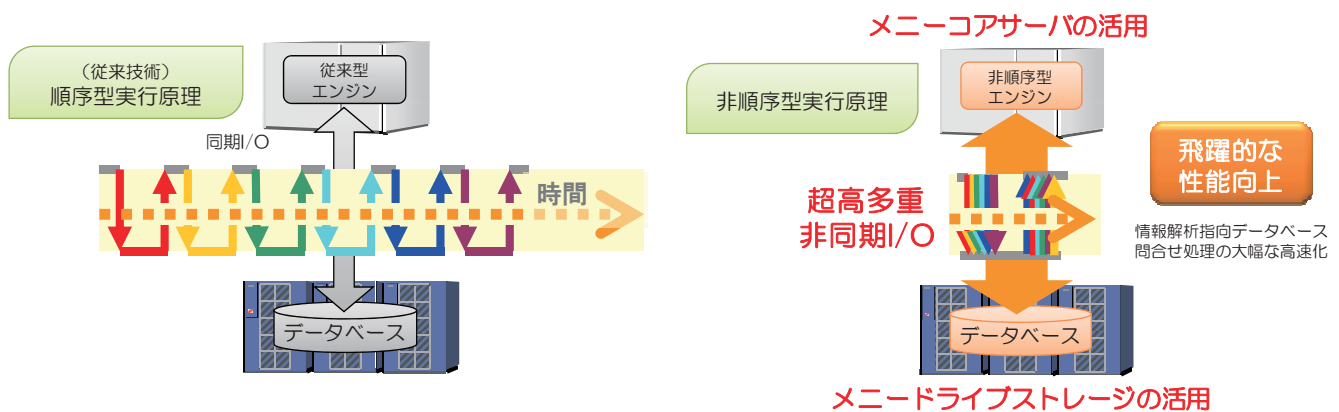 （従来技術）
順序型実行原理
従来型
エンジン
同期I/O
時間
データベース
メニーコアサーバの活用
非順序型実行原理
非順序型
エンジン
超高多重
非同期I/O
飛躍的な
性能向上
情報解析指向データベース
問合せ処理の大幅な高速化
データベース
メニードライブストレージの活用